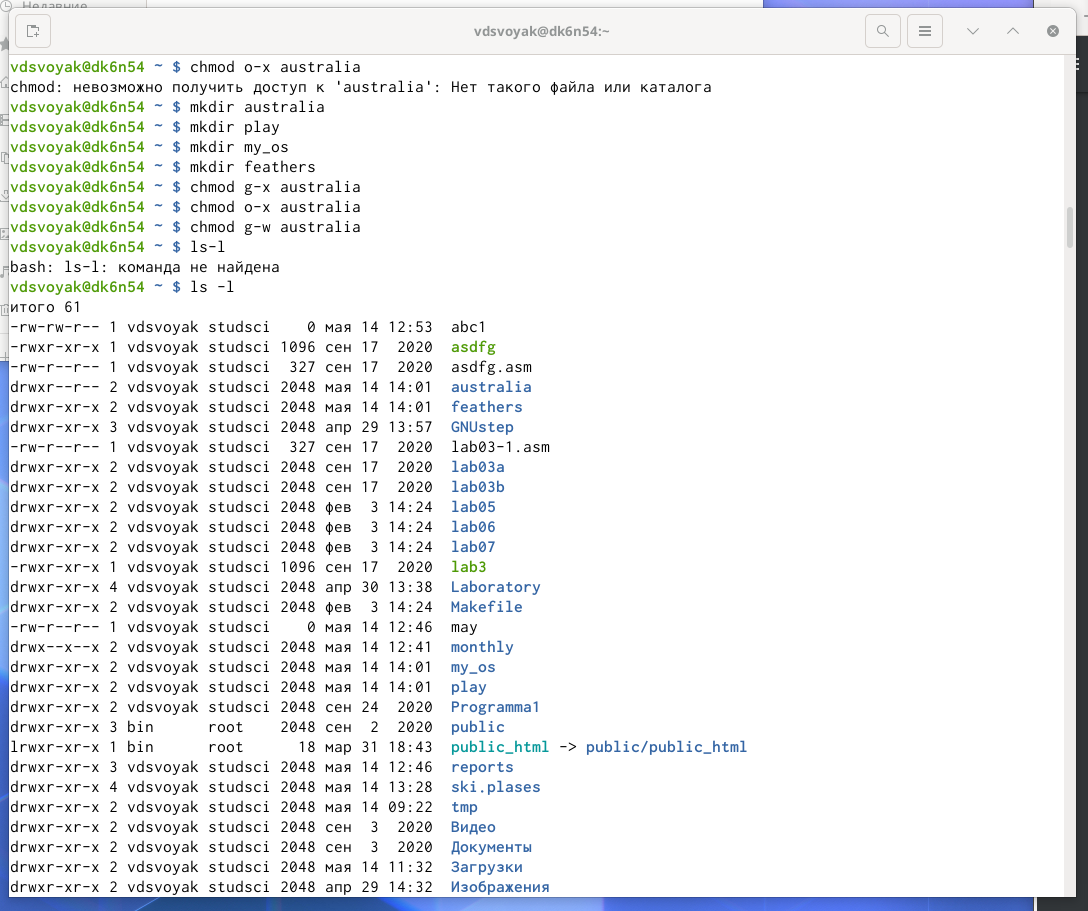 Недавние
vdsvoyak@dk6n54:~
vdsvoyak@dk6n54 ~ $ chmod o-x australia
chmod: невозможно получить доступ к 'australia': Нет такого файла или каталога
vdsvoyak@dk6n54 ~ $ mkdir australia
vdsvoyak@dk6n54 ~ $ mkdir play
vdsvoyak@dk6n54 ~ $ mkdir my_os
vdsvoyak@dk6n54 ~ $ mkdir feathers
vdsvoyak@dk6n54 ~ $ chmod g-x australia
vdsvoyak@dk6n54 ~ $ chmod o-x australia
vdsvoyak@dk6n54 ~ $ chmod g-w australia
vdsvoyak@dk6n54 ~ $ ls-l
bash: ls-l: команда не найдена
vdsvoyak@dk6n54 ~ $ ls -l
итого 61
-rw-rw-r-- 1 vdsvoyak studsci    0 мая 14 12:53  abc1
-rwxr-xr-x 1 vdsvoyak studsci 1096 сен 17  2020  asdfg
-rw-r--r-- 1 vdsvoyak studsci  327 сен 17  2020  asdfg.asm
drwxr--r-- 2 vdsvoyak studsci 2048 мая 14 14:01  australia
drwxr-xr-x 2 vdsvoyak studsci 2048 мая 14 14:01  feathers
drwxr-xr-x 3 vdsvoyak studsci 2048 апр 29 13:57  GNUstep
-rw-r--r-- 1 vdsvoyak studsci  327 сен 17  2020  lab03-1.asm
drwxr-xr-x 2 vdsvoyak studsci 2048 сен 17  2020  lab03a
drwxr-xr-x 2 vdsvoyak studsci 2048 сен 17  2020  lab03b
drwxr-xr-x 2 vdsvoyak studsci 2048 фев  3 14:24  lab05
drwxr-xr-x 2 vdsvoyak studsci 2048 фев  3 14:24  lab06
drwxr-xr-x 2 vdsvoyak studsci 2048 фев  3 14:24  lab07
-rwxr-xr-x 1 vdsvoyak studsci 1096 сен 17  2020  lab3
drwxr-xr-x 4 vdsvoyak studsci 2048 апр 30 13:38  Laboratory
drwxr-xr-x 2 vdsvoyak studsci 2048 фев  3 14:24  Makefile
-rw-r--r-- 1 vdsvoyak studsci    0 мая 14 12:46  may
drwx--x--x 2 vdsvoyak studsci 2048 мая 14 12:41  monthly
drwxr-xr-x 2 vdsvoyak studsci 2048 мая 14 14:01  my_os
drwxr-xr-x 2 vdsvoyak studsci 2048 мая 14 14:01  play
drwxr-xr-x 2 vdsvoyak studsci 2048 сен 24  2020  Programma1
drwxr-xr-x 3 bin      root    2048 сен  2  2020  public
lrwxr-xr-x 1 bin      root      18 мар 31 18:43  public_html -> public/public_html
drwxr-xr-x 3 vdsvoyak studsci 2048 мая 14 12:46  reports
drwxr-xr-x 4 vdsvoyak studsci 2048 мая 14 13:28  ski.plases
drwxr-xr-x 2 vdsvoyak studsci 2048 мая 14 09:22  tmp
drwxr-xr-x 2 vdsvoyak studsci 2048 сен  3  2020  Видео
drwxr-xr-x 2 vdsvoyak studsci 2048 сен  3  2020  Документы
drwxr-xr-x 2 vdsvoyak studsci 2048 мая 14 11:32  Загрузки
drwxr-xr-x 2 vdsvoyak studsci 2048 апр 29 14:32  Изображения